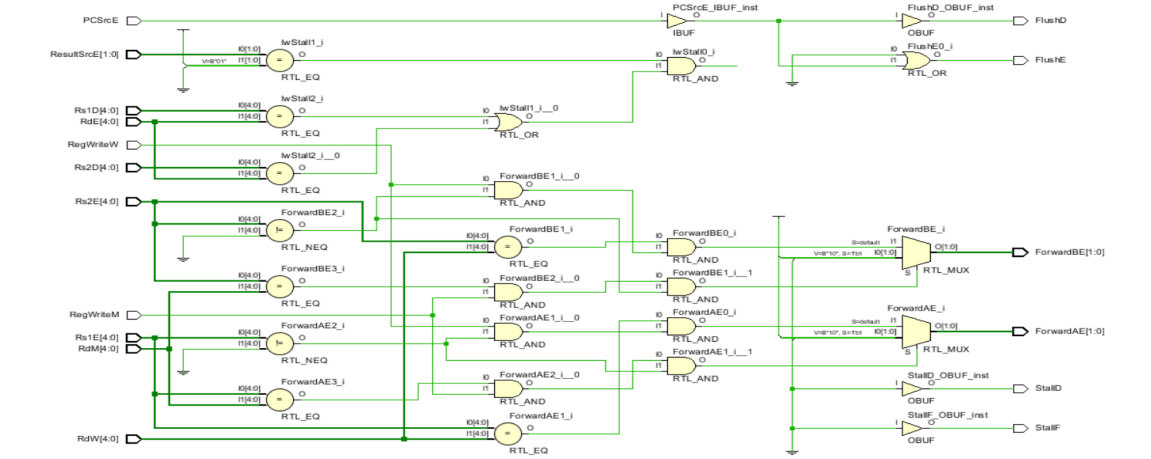 PCSrcE
I
PCSrcE_IBUF_inst
O
IBUF
I
FlushD_OBUF_inst
O
OBUF
FlushD
ResultSrcE[1:0]
I0[1:0]
V=B"01"
I1[1:0]
lwStall1_i
O
RTL_EQ
I0
I1
lwStall0_i
O
RTL_AND
I0
I1
FlushE0_i
O
RTL_OR
FlushE
Rs1D[4:0]
RdE[4:0]
I0[4:0]
I1[4:0]
lwStall2_i
O
RTL_EQ
I0
I1
lwStall1_i__0
O
RTL_OR
RegWriteW
Rs2D[4:0]
I0[4:0]
I1[4:0]
lwStall2_i__0
O
RTL_EQ
I0
I1
ForwardBE1_i__0
O
RTL_AND
Rs2E[4:0]
I0[4:0]
I1[4:0]
ForwardBE2_i
O
RTL_NEQ
I0[4:0]
I1[4:0]
ForwardBE1_i
O
RTL_EQ
I0
I1
ForwardBE0_i
O
RTL_AND
S=default
I1
V=B"10", S=1'b1
I0[1:0]
S
ForwardBE_i
O[1:0]
RTL_MUX
ForwardBE[1:0]
I0[4:0]
I1[4:0]
ForwardBE3_i
O
RTL_EQ
I0
I1
ForwardBE2_i__0
O
RTL_AND
I0
I1
ForwardBE1_i__1
O
RTL_AND
RegWriteM
I0
I1
ForwardAE1_i__0
O
RTL_AND
I0
I1
ForwardAE0_i
O
RTL_AND
S=default
I1
V=B"10", S=1'b1
I0[1:0]
S
ForwardAE_i
O[1:0]
RTL_MUX
ForwardAE[1:0]
Rs1E[4:0]
RdM[4:0]
I0[4:0]
I1[4:0]
ForwardAE2_i
O
RTL_NEQ
I0
I1
ForwardAE1_i__1
O
RTL_AND
I0[4:0]
I1[4:0]
ForwardAE3_i
O
RTL_EQ
I0
I1
ForwardAE2_i__0
O
RTL_AND
I
StallD_OBUF_inst
O
OBUF
StallD
RdW[4:0]
I0[4:0]
I1[4:0]
ForwardAE1_i
O
RTL_EQ
I
StallF_OBUF_inst
O
OBUF
StallF